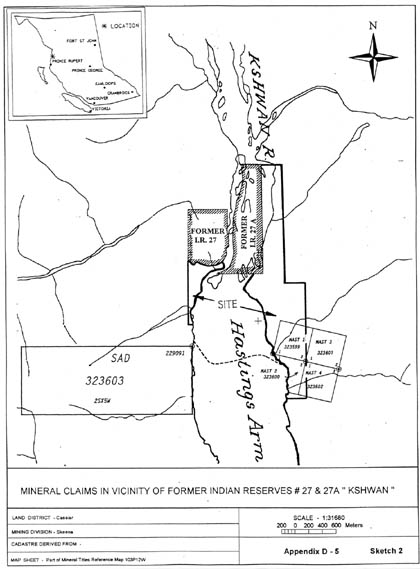 LOCATION
FORT ST JOHN
PRINCE RUPERT
PRINCE GEORGE
KAMLOOPS
CRANBROOK
VANCOUVER
VICTORIA
N
KSHWAN R.
FORMER
I.R. 27
FORMER
I.R. 27 A
SITE
Hastings Arm
SAD
229091
323603
2S5W
MAST 1
323599
MAST 3
323601
MAST 2
323600
MAST 4
323602
MINERAL CLAIMS IN VICINITY OF FORMER INDIAN RESERVES # 27 & 27A " KSHWAN "
LAND DISTRICT - Cassiar
MINING DIVISION - Skeena
CADASTRE DERIVED FROM -
MAP SHEET - Part of Mineral Titles Reference Map 103P12W
SCALE - 1:31680
200 0 200 400 600 Meters
Appendix D - 5 Sketch 2